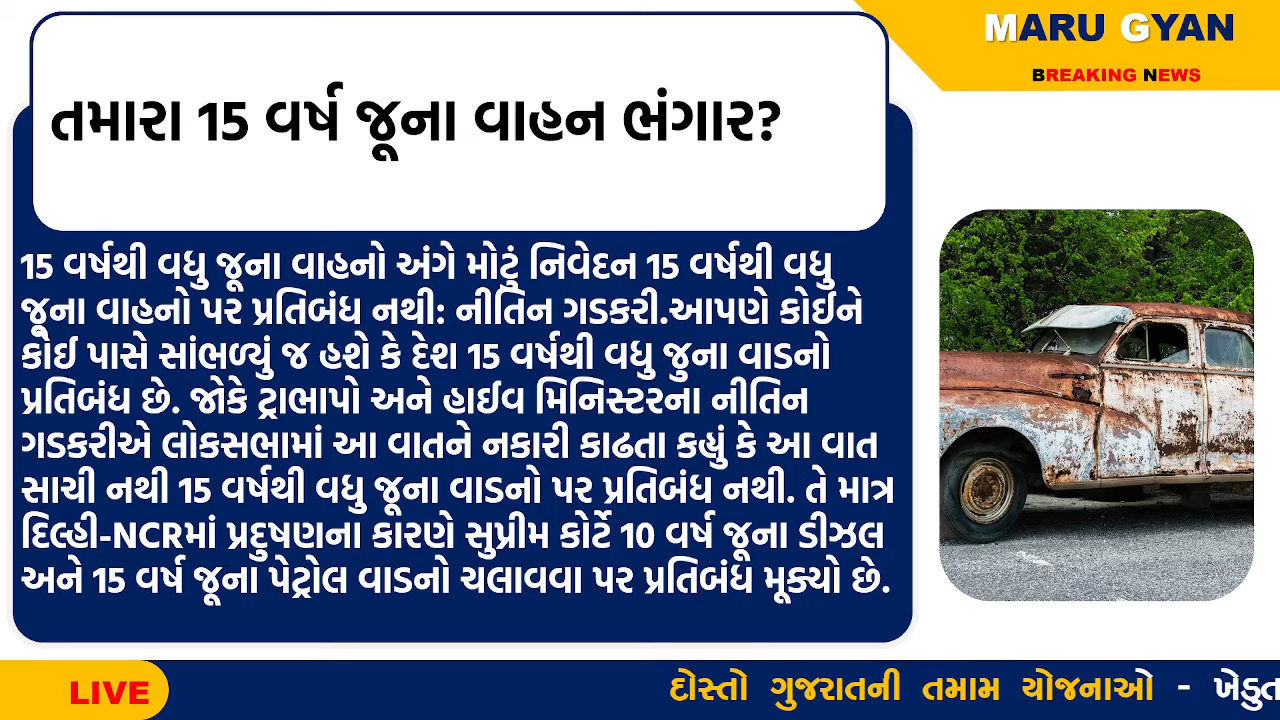 MARU GYAN
BREAKING NEWS
તમારા 15 વર્ષ જૂના વાહન ભંગાર?
15 વર્ષથી વધુ જૂના વાહનો અંગે મોટું નિવેદન 15 વર્ષથી વધુ
જૂના વાહનો પર પ્રતિબંધ નથી: નીતિન ગડકરી.આપણે કોઈને
કોઈ પાસે સાંભળ્યું જ હશે કે દેશ 15 વર્ષથી વધુ જુના વાડનો
પ્રતિબંધ છે. જોકે ટ્રાભાપો અને હાઈવ મિનિસ્ટરના નીતિન
ગડકરીએ લોકસભામાં આ વાતને નકારી કાઢતા કહ્યું કે આ વાત
સાચી નથી 15 વર્ષથી વધુ જૂના વાડનો પર પ્રતિબંધ નથી. તે માત્ર
દિલ્હી-NCRમાં પ્રદુષણના કારણે સુપ્રીમ કોર્ટે 10 વર્ષ જૂના ડીઝલ
અને 15 વર્ષ જૂના પેટ્રોલ વાડનો ચલાવવા પર પ્રતિબંધ મૂક્યો છે.
LIVE
દોસ્તો ગુજરાતની તમામ યોજનાઓ - ખેડુત